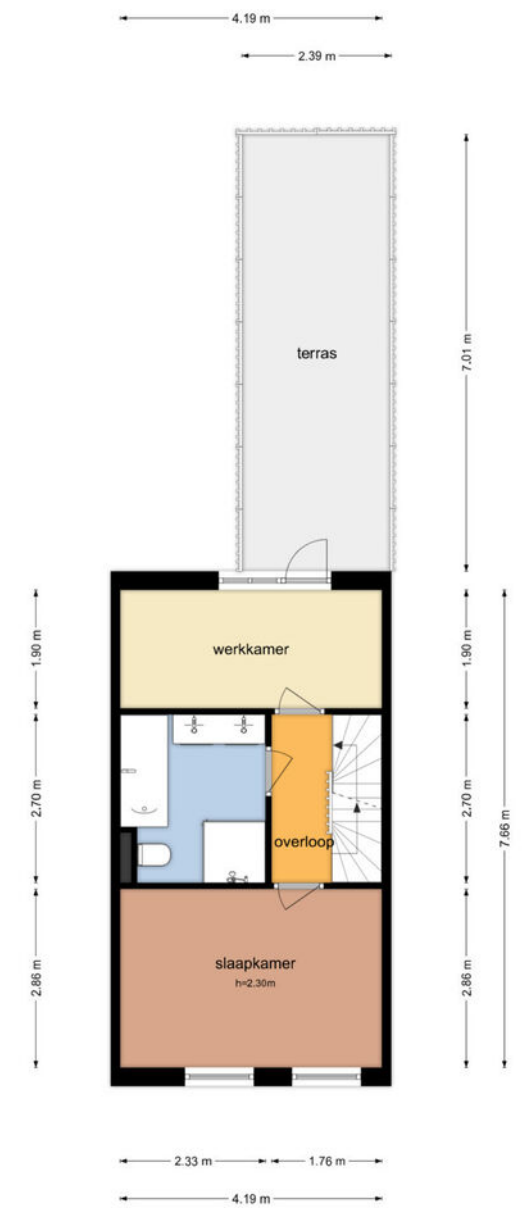 4.19 m
2.39 m
terras
7.01 m
werkkamer
1.90 m
1.90 m
2.70 m
2.70 m
7.66 m
overloop
slaapkamer
h=2.30m
2.86 m
2.86 m
2.33 m
1.76 m
4.19 m